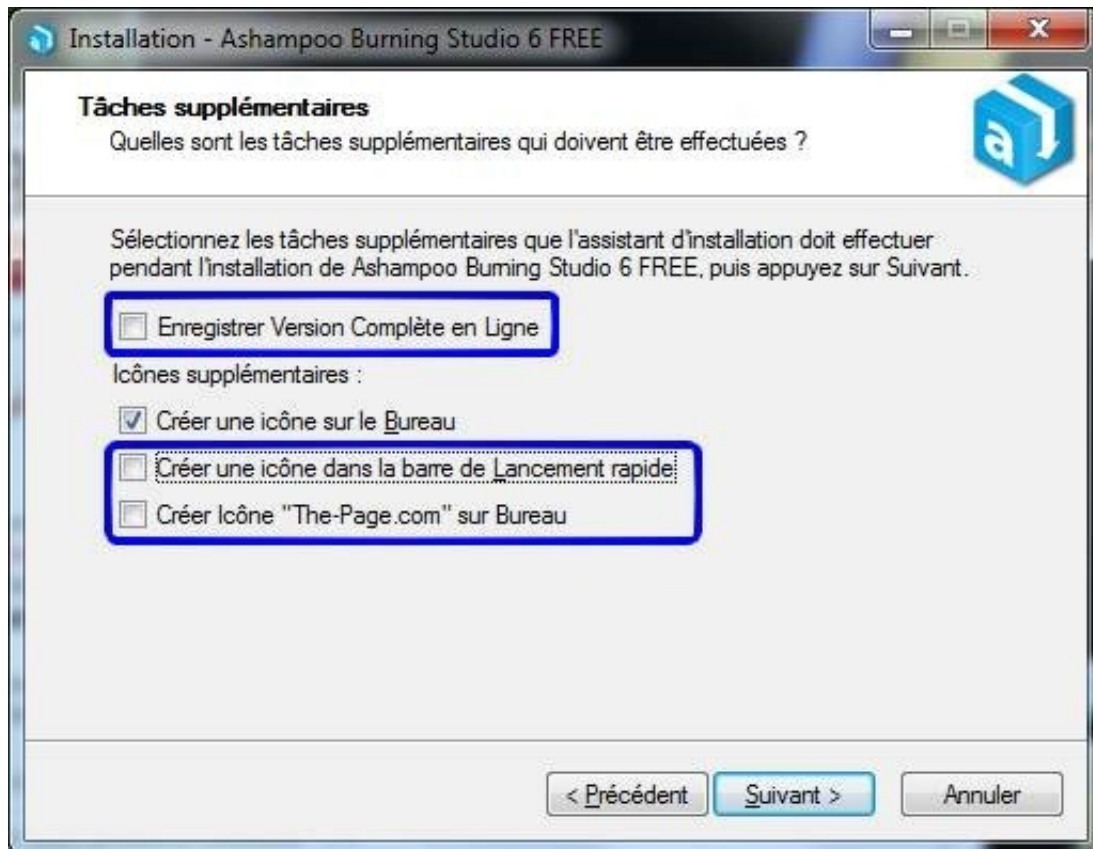 Installation - Ashampoo Burning Studio 6 FREE
Tâches supplémentaires
Quelles sont les tâches supplémentaires qui doivent être effectuées ?
a
Sélectionnez les tâches supplémentaires que l'assistant d'installation doit effectuer
pendant l'installation de Ashampoo Burning Studio 6 FREE, puis appuyez sur Suivant.
Enregistrer Version Complète en Ligne
Icônes supplémentaires :
Créer une icône sur le Bureau
Créer une icône dans la barre de Lancement rapide
Créer Icône "The-Page.com" sur Bureau
< Précédent
Suivant >
Annuler